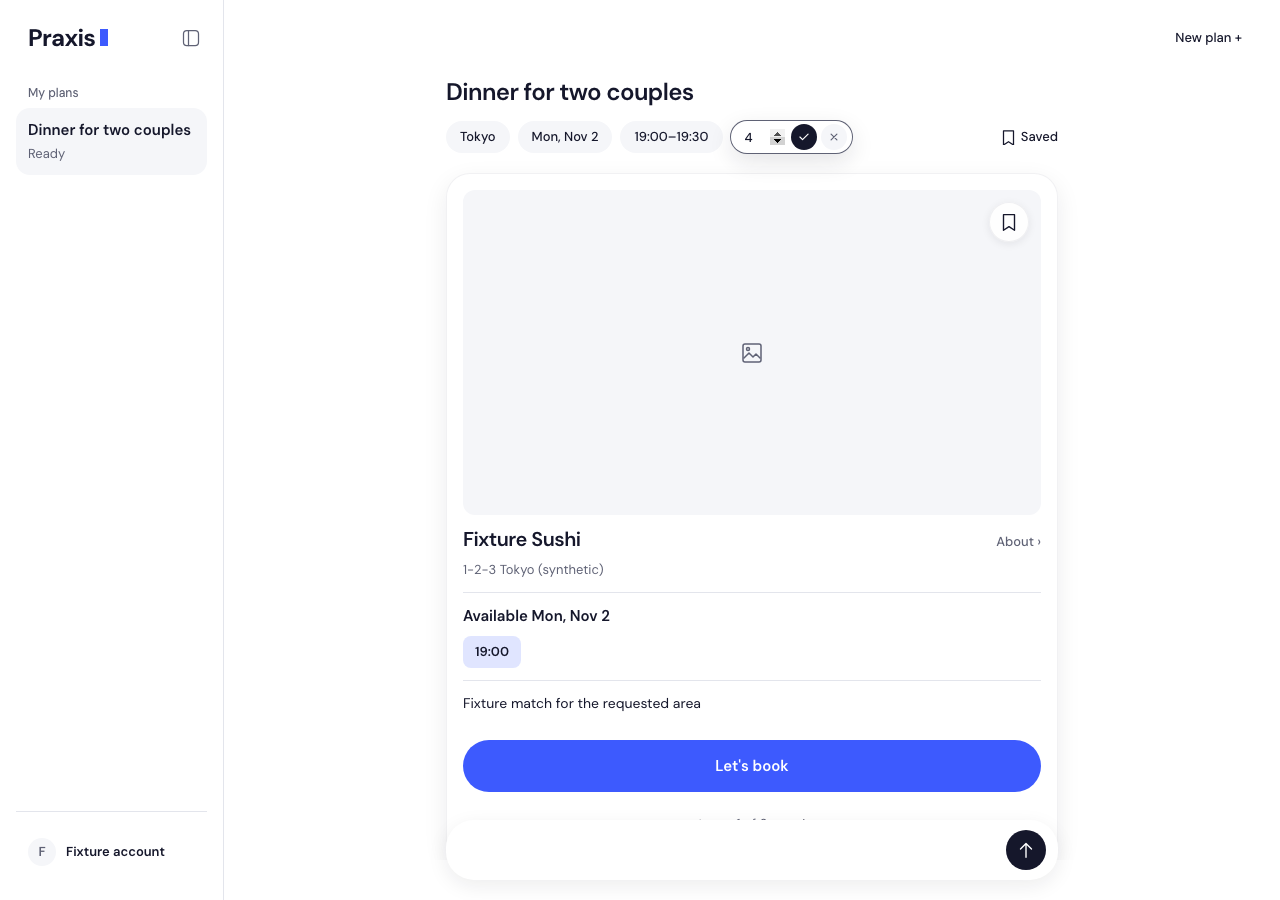 Praxis
New plan +
My plans
Dinner for two couples
Ready
Dinner for two couples
Tokyo
Mon, Nov 2
19:00–19:30
4
Saved
Fixture Sushi
About ›
1-2-3 Tokyo (synthetic)
Available Mon, Nov 2
19:00
Fixture match for the requested area
Let's book
F
Fixture account